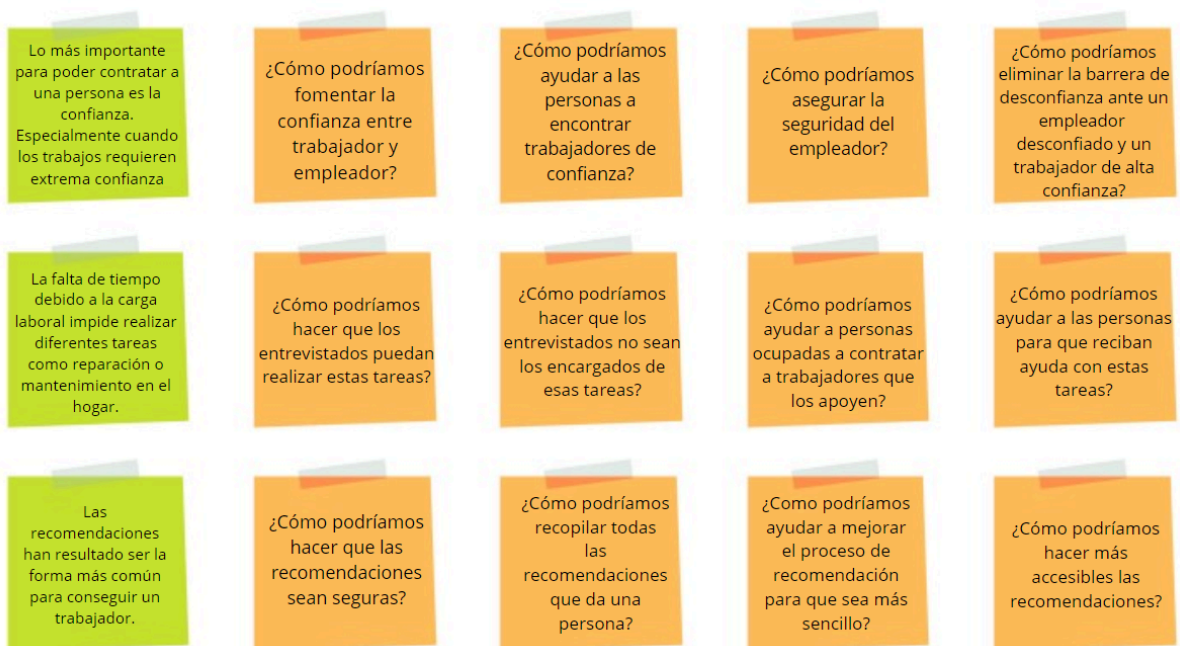 Lo más importante
para poder contratar a
una persona es la
confianza.
Especialmente cuando
los trabajos requieren
extrema confianza
¿Cómo podríamos
fomentar la
confianza entre
trabajador y
empleador?
¿Cómo podríamos
ayudar a las
personas a
encontrar
trabajadores de
confianza?
¿Cómo podríamos
asegurar la
seguridad del
empleador?
¿Cómo podríamos
eliminar la barrera de
desconfianza ante un
empleador
desconfiado y un
trabajador de alta
confianza?
La falta de tiempo
debido a la carga
laboral impide realizar
diferentes tareas
como reparación o
mantenimiento en el
hogar.
¿Cómo podríamos
hacer que los
entrevistados puedan
realizar estas tareas?
¿Cómo podríamos
hacer que los
entrevistados no sean
los encargados de
esas tareas?
¿Cómo podríamos
ayudar a personas
ocupadas a contratar
a trabajadores que
los apoyen?
¿Cómo podríamos
ayudar a las personas
para que reciban
ayuda con estas
tareas?
Las
recomendaciones
han resultado ser la
forma más común
para conseguir un
trabajador.
¿Cómo podríamos
hacer que las
recomendaciones
sean seguras?
¿Cómo podríamos
recopilar todas
las
recomendaciones
que da una
persona?
¿Como podríamos
ayudar a mejorar
el proceso de
recomendación
para que sea más
sencillo?
¿Cómo podríamos
hacer más
accesibles las
recomendaciones?